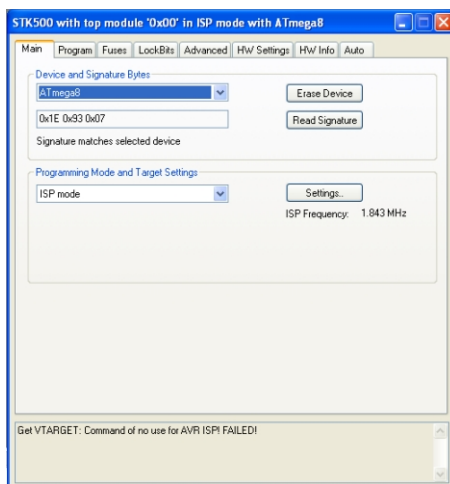 STK500 with top module '0x00' in ISP mode with ATmega8
Main Program Fuses LockBits Advanced HW Settings HW Info Auto
Device and Signature Bytes
ATmega8 Erase Device
0x1E 0x93 0x07 Read Signature
Signature matches selected device
Programming Mode and Target Settings
ISP mode Settings..
ISP Frequency: 1.843 MHz
Get VTARGET: Command of no use for AVR ISP! FAILED!